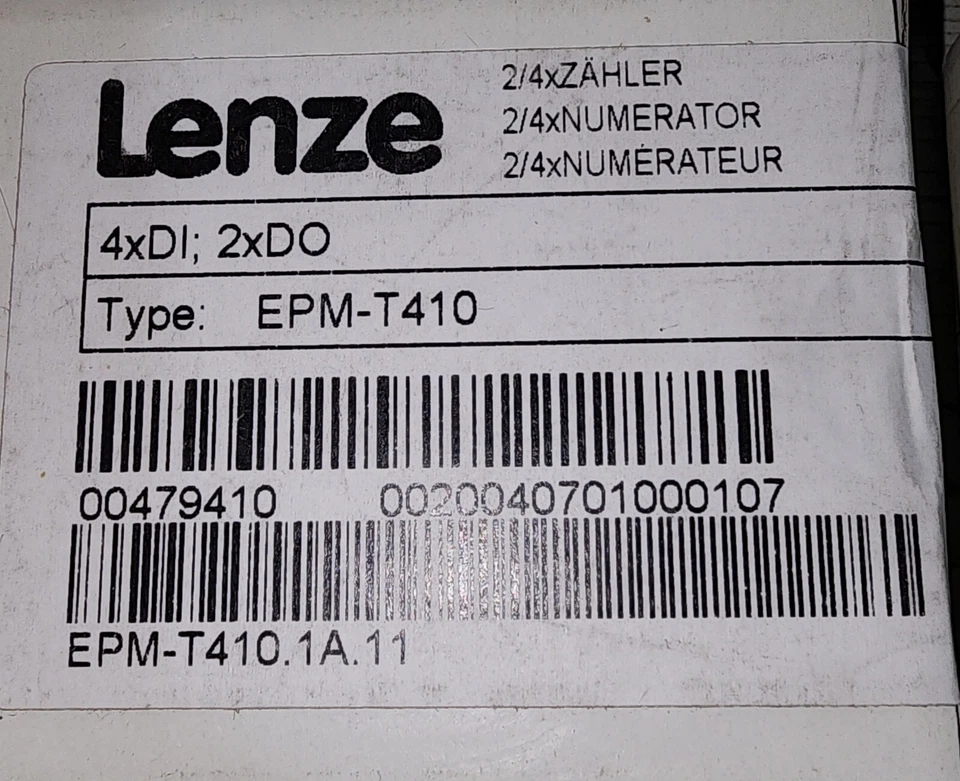 Lenze
2/4xZÄHLER
2/4xNUMERATOR
2/4xNUMÉRATEUR
4xDI; 2xDO
Type: EPM-T410
00479410 0020040701000107
EPM-T410.1A.11